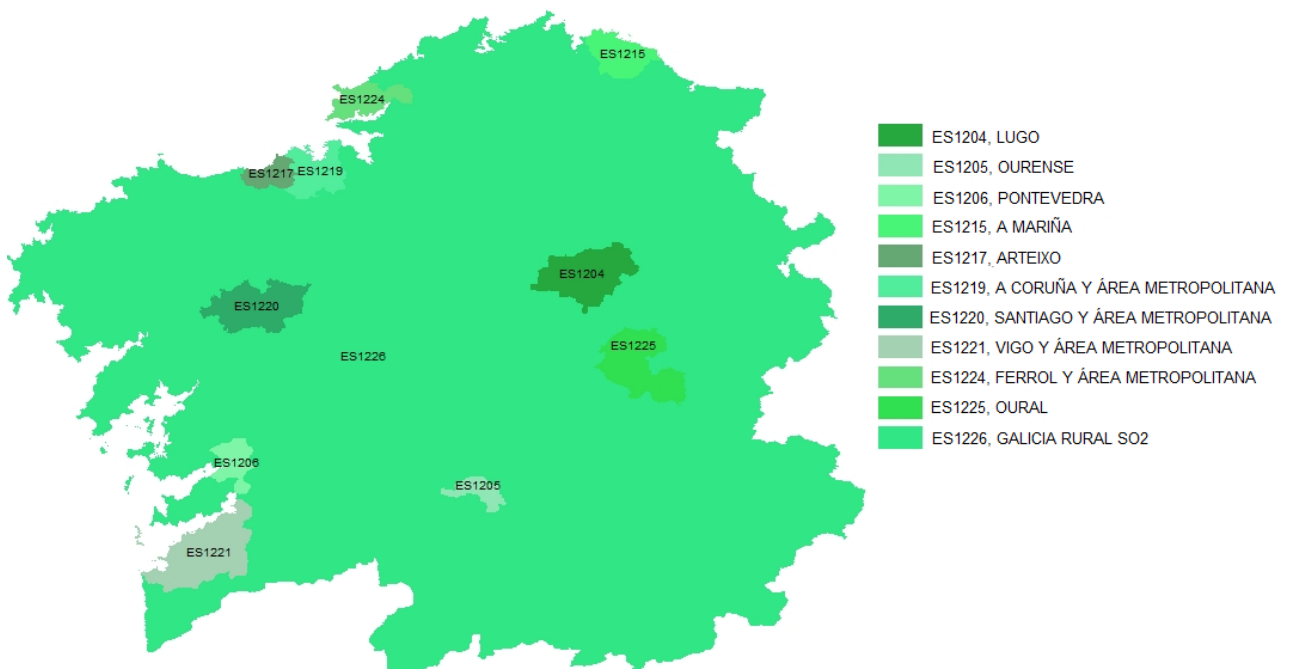 ES1215
ES1224
ES1217
ES1219
ES1204
ES1220
ES1225
ES1226
ES1206
ES1205
ES1221
ES1204, LUGO
ES1205, OURENSE
ES1206, PONTEVEDRA
ES1215, A MARIÑA
ES1217, ARTEIXO
ES1219, A CORUÑA Y ÁREA METROPOLITANA
ES1220, SANTIAGO Y ÁREA METROPOLITANA
ES1221, VIGO Y ÁREA METROPOLITANA
ES1224, FERROL Y ÁREA METROPOLITANA
ES1225, OURAL
ES1226, GALICIA RURAL SO2